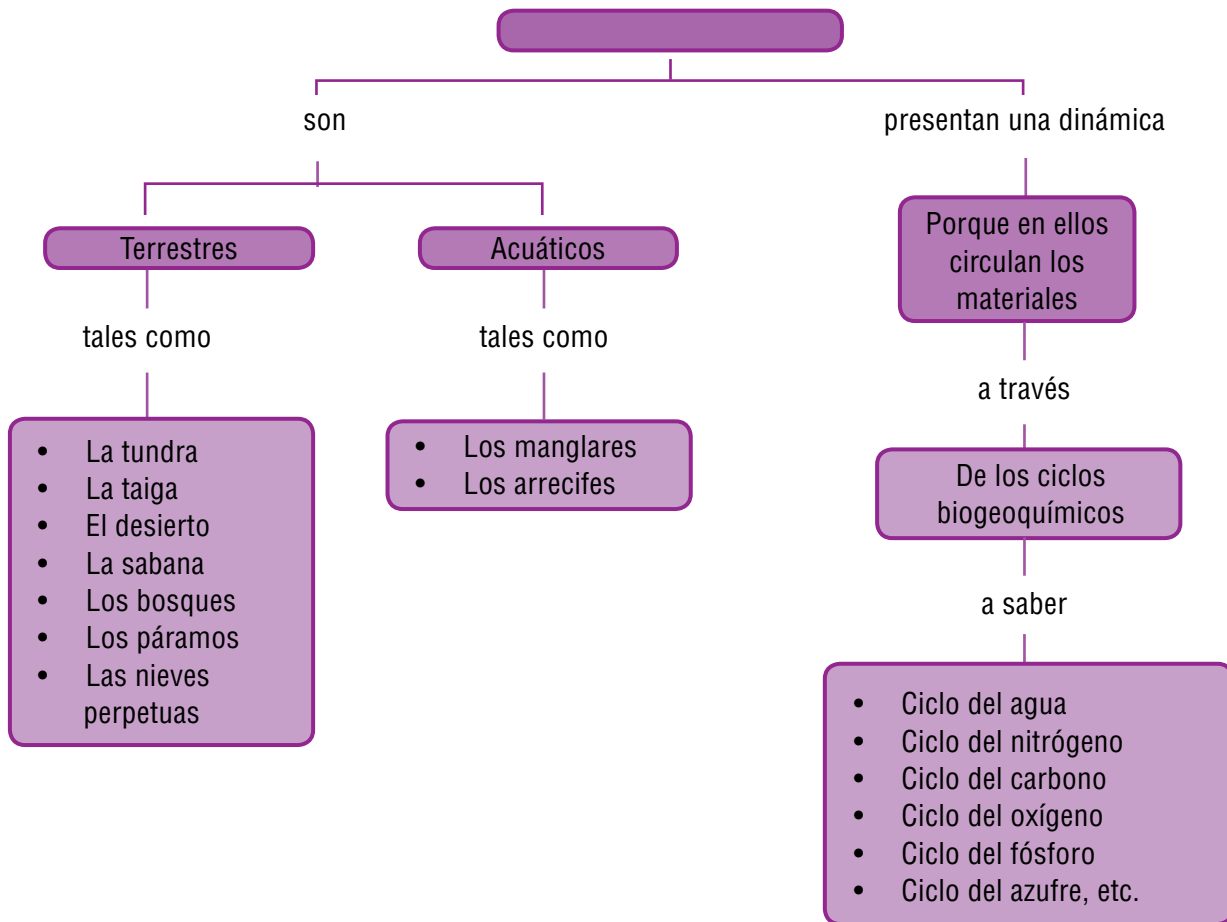 son
presentan una dinámica
Terrestres
Acuáticos
Porque en ellos
circulan los
materiales
tales como
tales como
a través
• La tundra
• La taiga
• El desierto
• La sabana
• Los bosques
• Los páramos
• Las nieves
perpetuas
• Los manglares
• Los arrecifes
De los ciclos
biogeoquímicos
a saber
• Ciclo del agua
• Ciclo del nitrógeno
• Ciclo del carbono
• Ciclo del oxígeno
• Ciclo del fósforo
• Ciclo del azufre, etc.